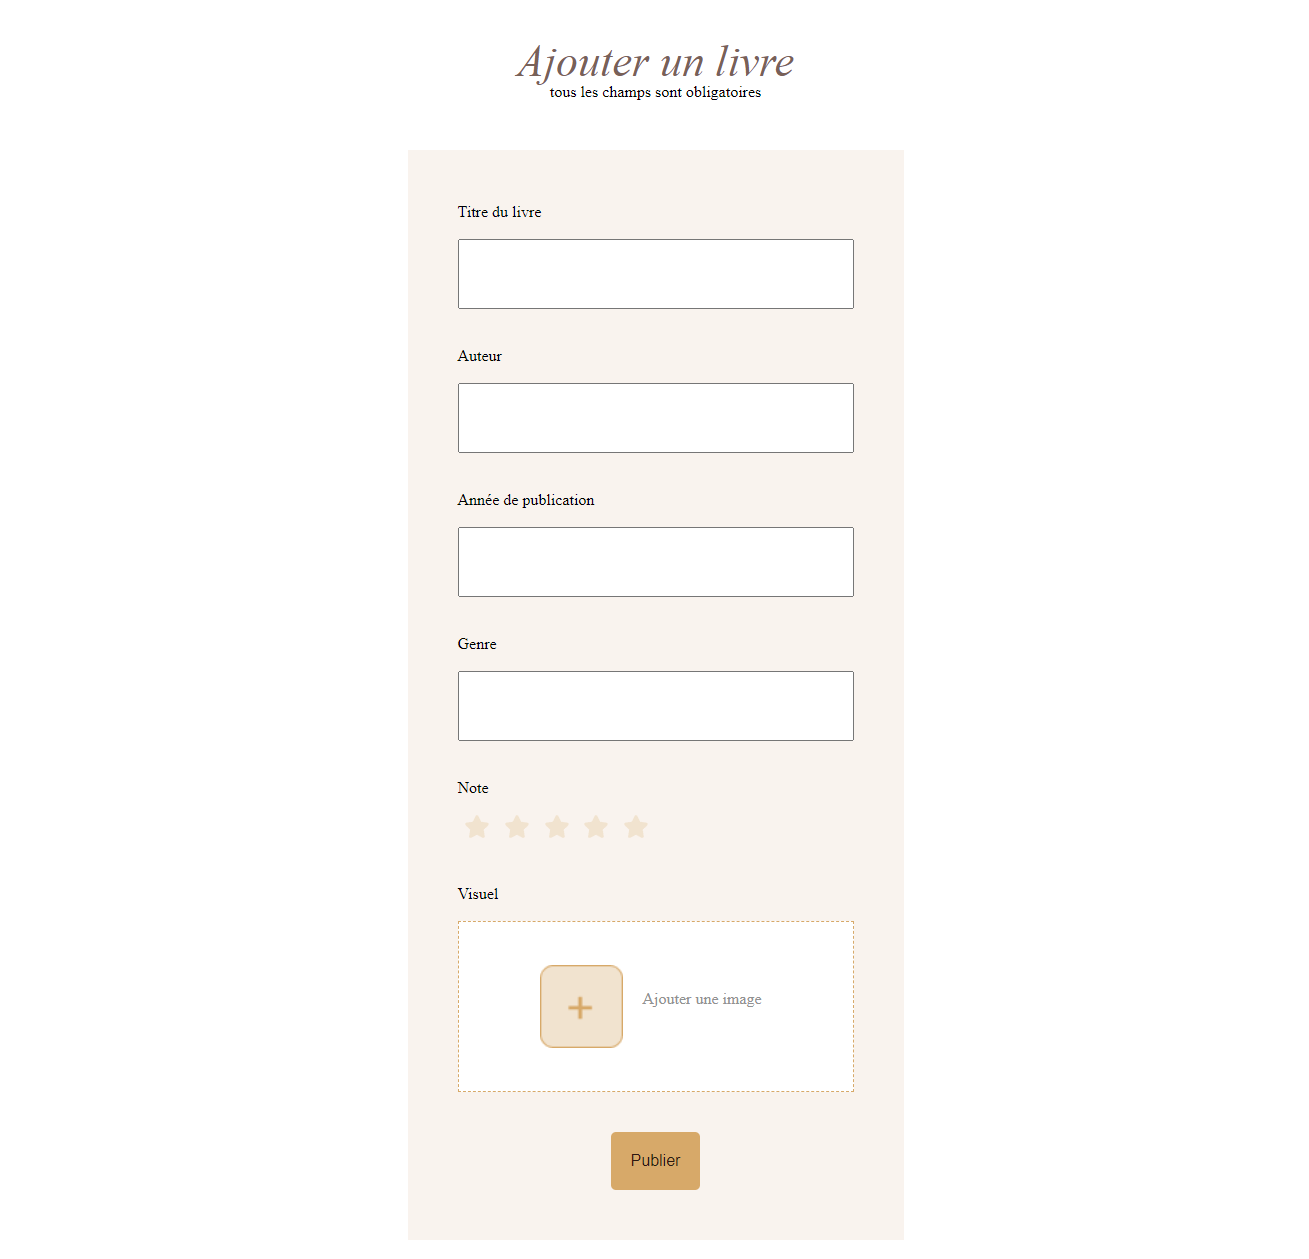 Ajouter un livre
tous les champs sont obligatoires
Titre du livre
Auteur
Année de publication
Genre
Note
Visuel
Ajouter une image
Publier